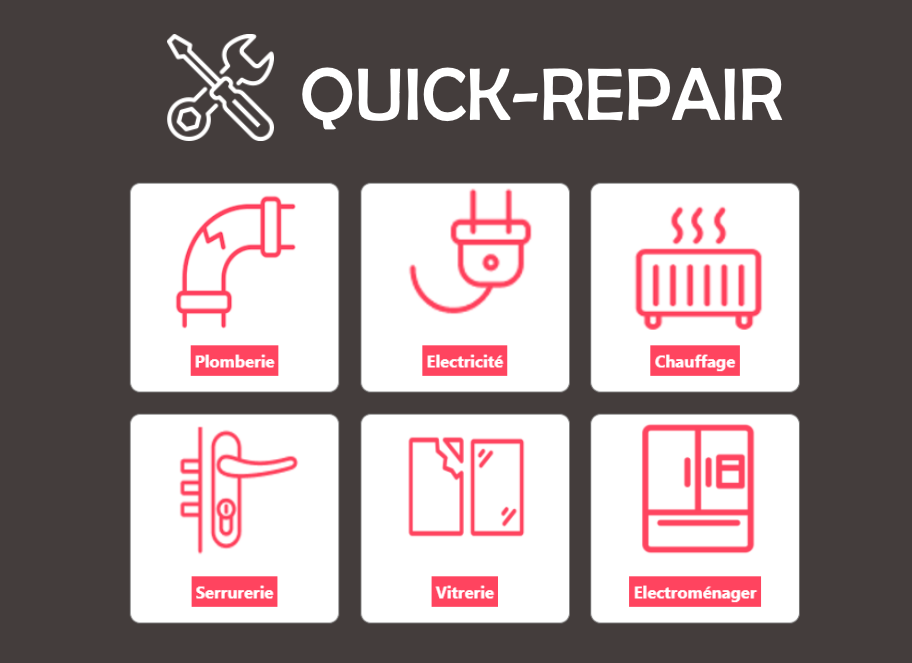 QUICK-REPAIR
Plomberie
Electricité
Chauffage
Serrurerie
Vitrerie
Electroménager